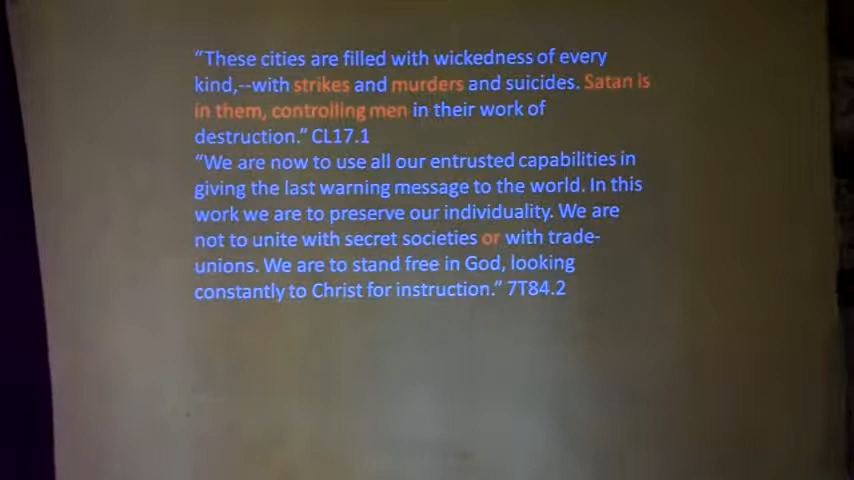 “These cities are filled with wickedness of every
kind,--with strikes and murders and suicides. Satan is
in them, controlling men in their work of
destruction.” CL17.1
“We are now to use all our entrusted capabilities in
giving the last warning message to the world. In this
work we are to preserve our individuality. We are
not to unite with secret societies or with trade-
unions. We are to stand free in God, looking
constantly to Christ for instruction.” 7T84.2